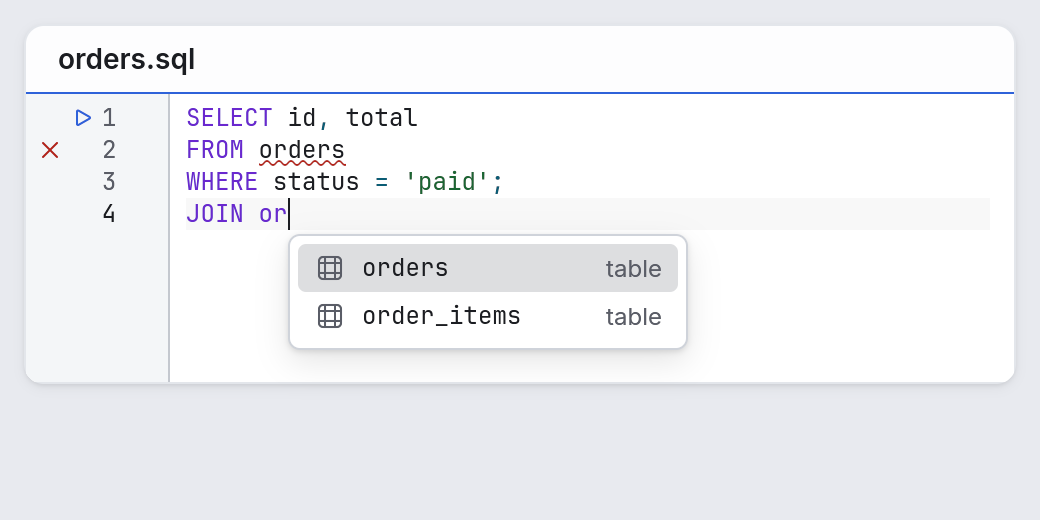 orders.sql
1 SELECT id, total
2 FROM orders
3 WHERE status = 'paid';
4 JOIN or
orders table
order_items table